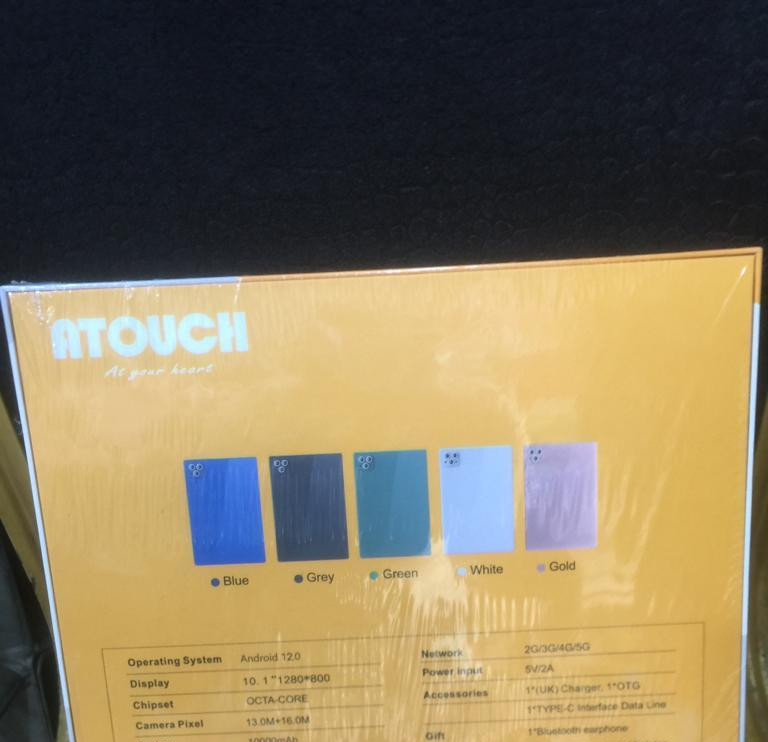 ATOUCH
At your heart
Blue
Grey
Green
White
Gold
Operating System Android 12.0
Display 10.1"1280*800
Chipset OCTA-CORE
Camera Pixel 13.0M+16.0M
10000mAh
Network 2G/3G/4G/5G
Power input 5V/2A
Accessories 1*(UK) Charger, 1*OTG
1*TYPE-C Interface Data Line
Gift 1*Bluetooth earphone